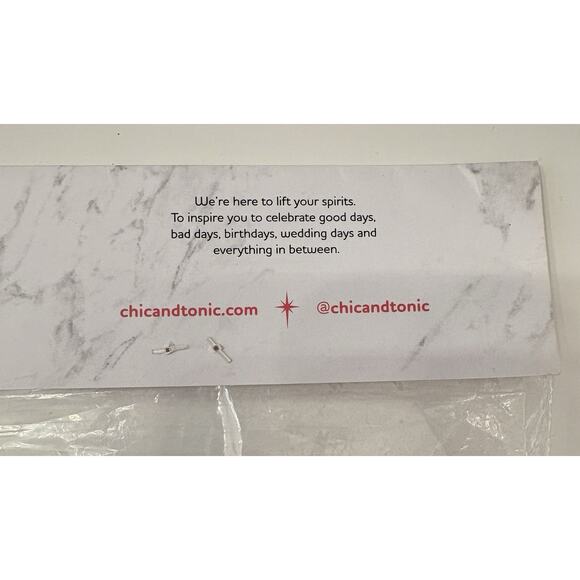 We're here to lift your spirits.
To inspire you to celebrate good days,
bad days, birthdays, wedding days and
everything in between.
chicandtonic.com @chicandtonic